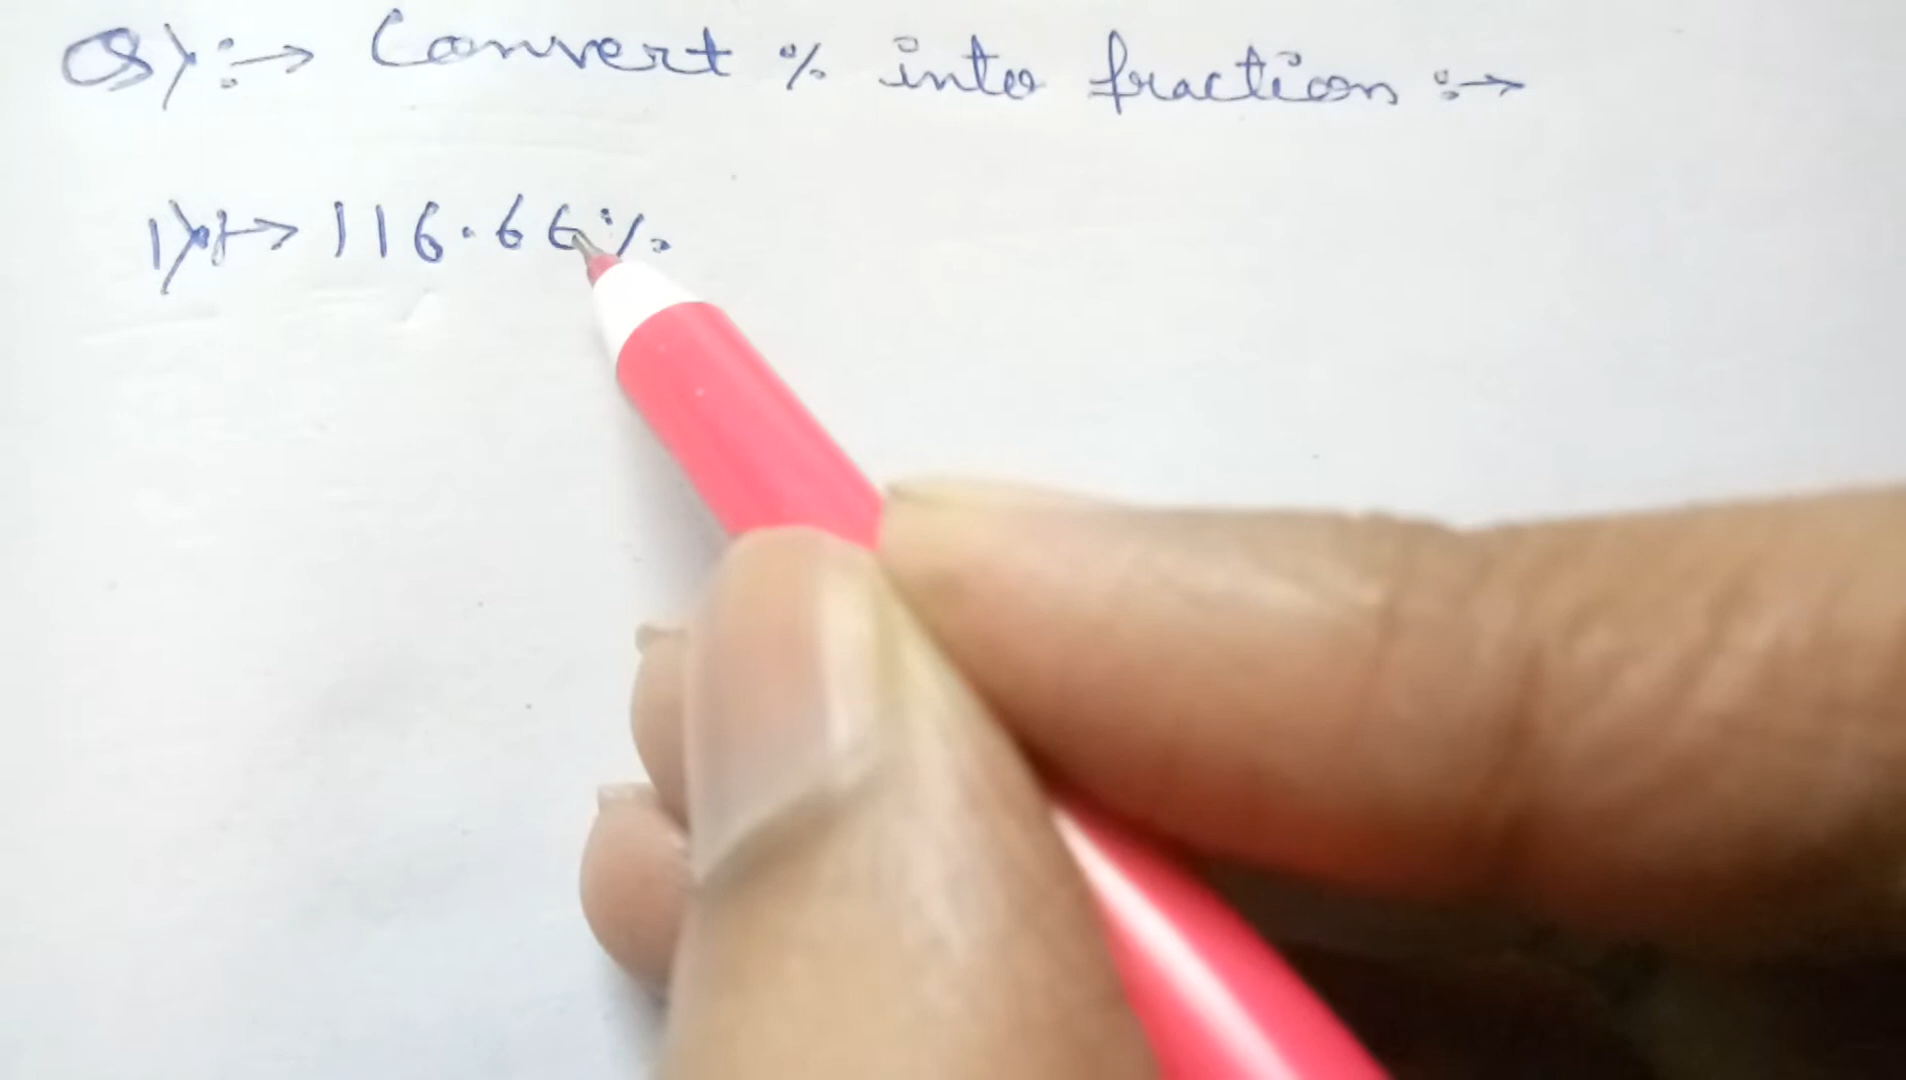 Q):→ Convert % into fraction :→
1):→ 116.66%